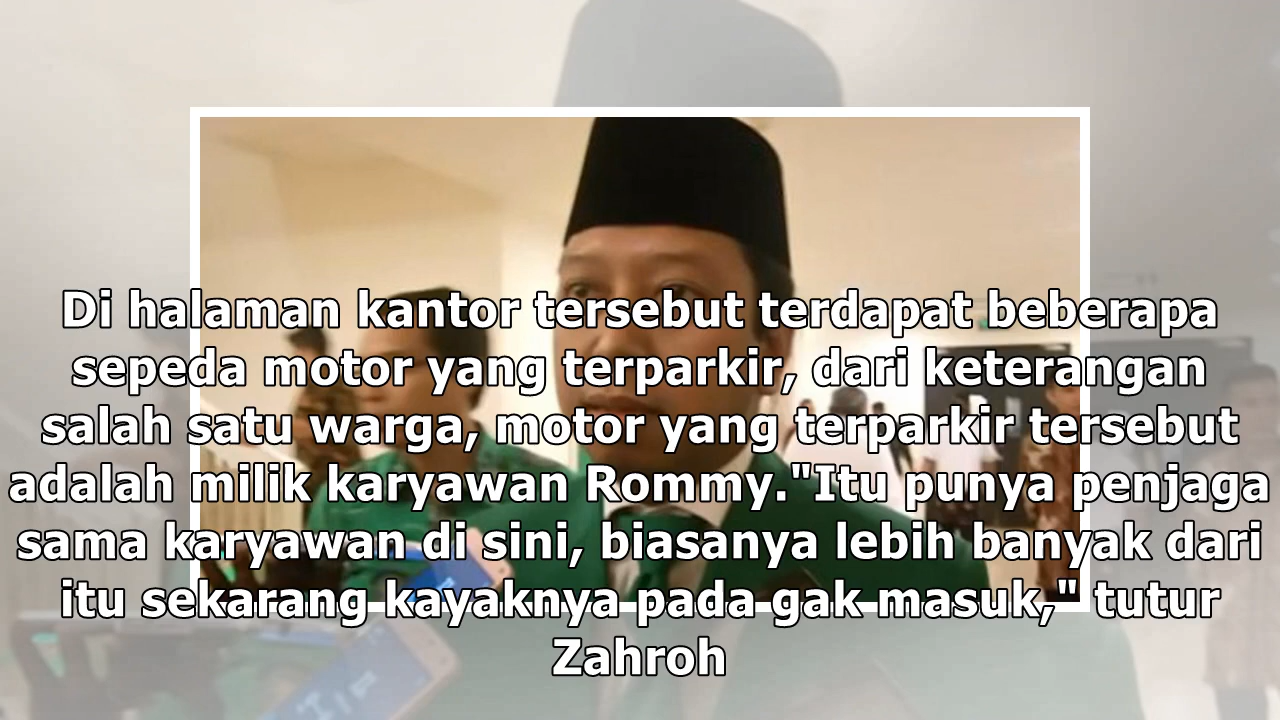 Di halaman kantor tersebut terdapat beberapa
sepeda motor yang terparkir, dari keterangan
salah satu warga, motor yang terparkir tersebut
adalah milik karyawan Rommy."Itu punya penjaga
sama karyawan di sini, biasanya lebih banyak dari
itu sekarang kayaknya pada gak masuk," tutur
Zahroh